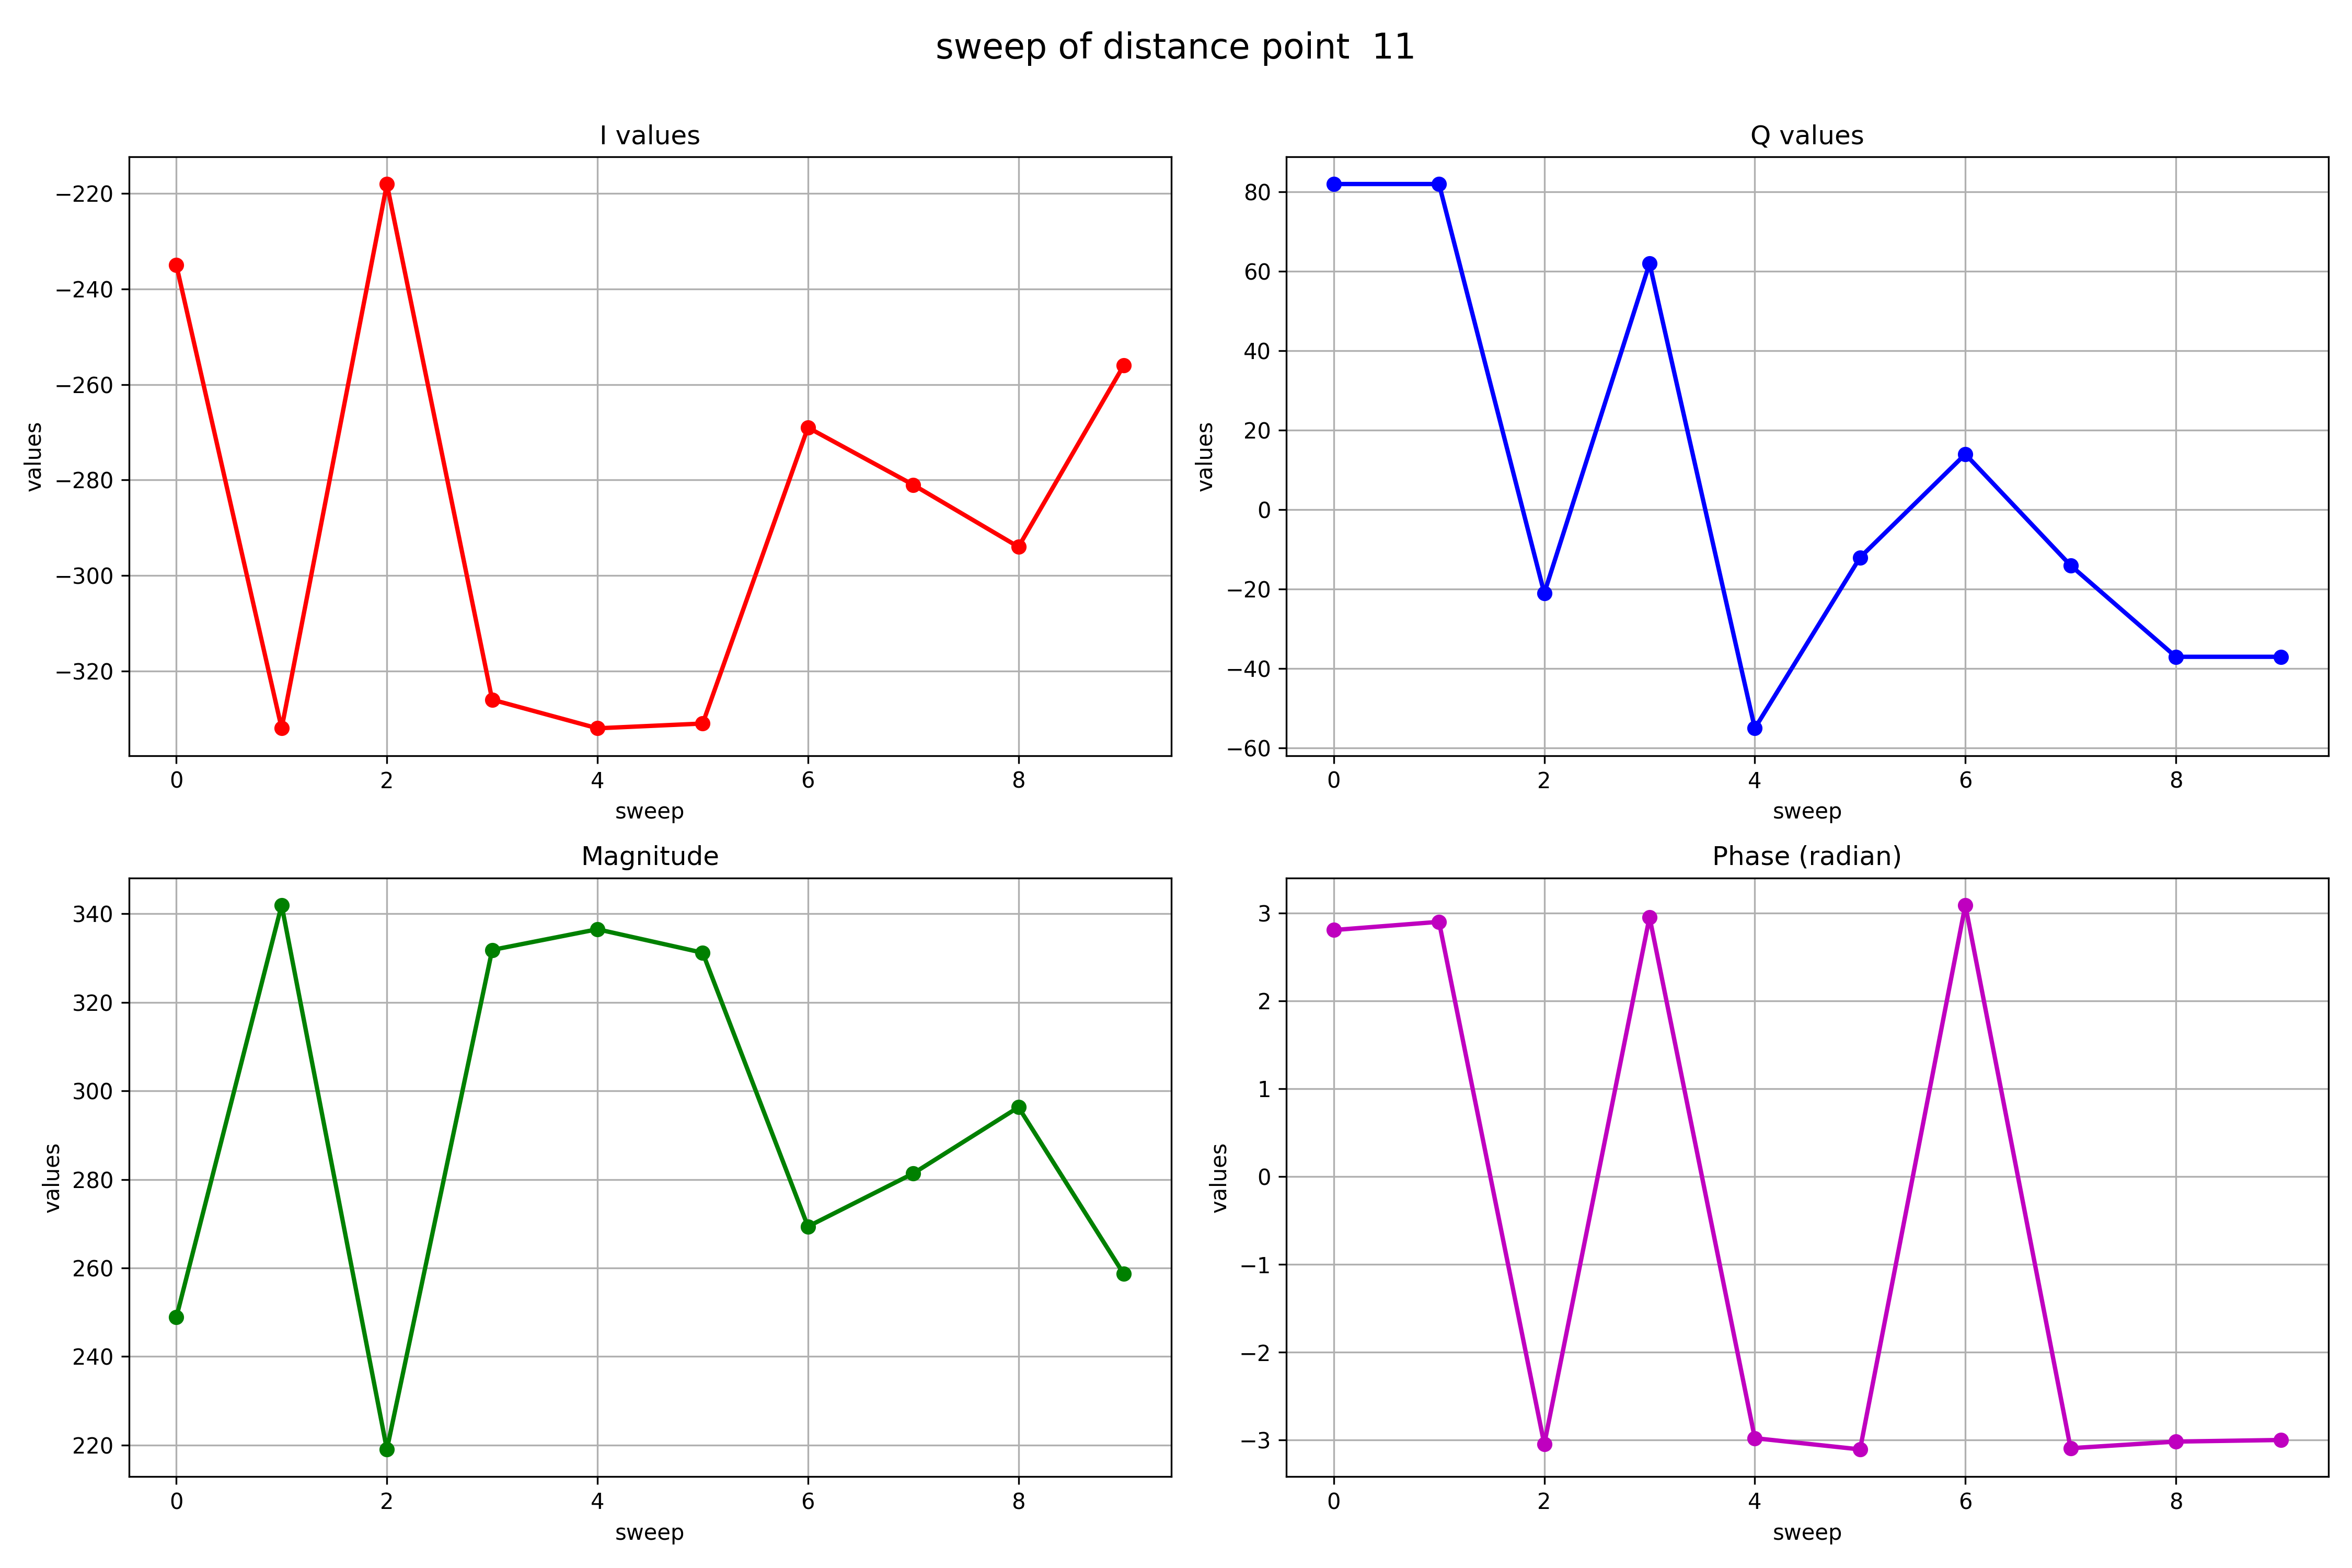 sweep of distance point  11
I values
values
−220
−240
−260
−280
−300
−320
0 2 4 6 8
sweep
Q values
values
80
60
40
20
0
−20
−40
−60
0 2 4 6 8
sweep
Magnitude
values
340
320
300
280
260
240
220
0 2 4 6 8
sweep
Phase (radian)
values
3
2
1
0
−1
−2
−3
0 2 4 6 8
sweep